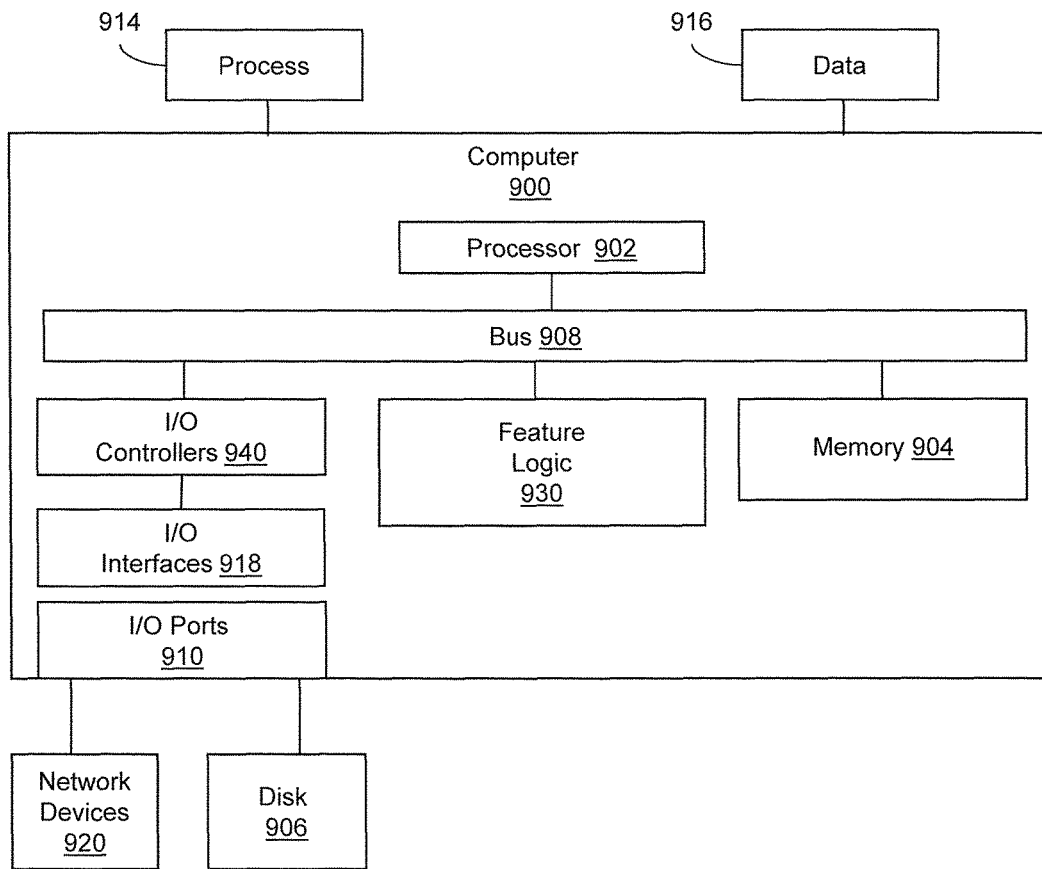 914
Process
916
Data
Computer
900
Processor 902
Bus 908
I/O
Controllers 940
Feature
Logic
930
Memory 904
I/O
Interfaces 918
I/O Ports
910
Network
Devices
920
Disk
906